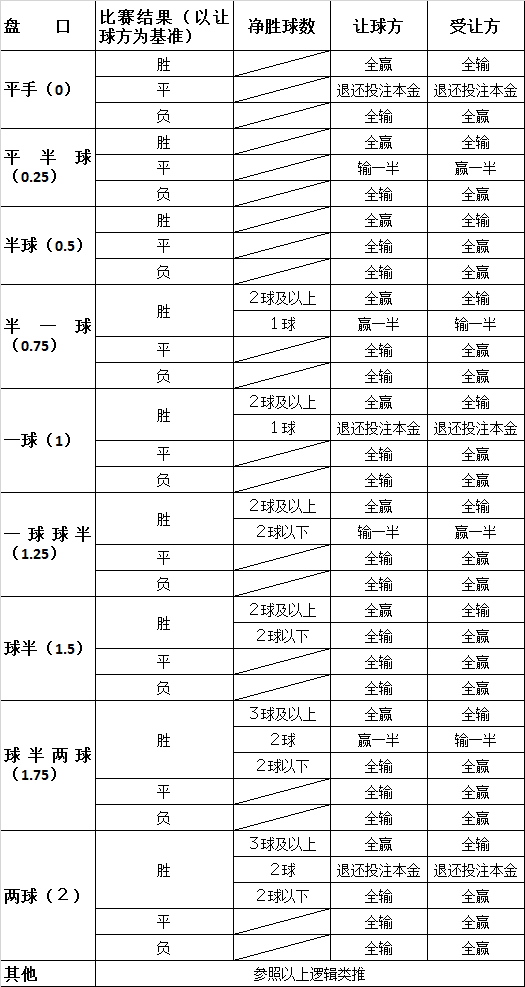 盘 口 比赛结果（以让球方为基准） 净胜球数 让球方 受让方
平手（0） 胜 全赢 全输
平 退还投注本金 退还投注本金
负 全输 全赢
平半球（0.25） 胜 全赢 全输
平 输一半 赢一半
负 全输 全赢
半球（0.5） 胜 全赢 全输
平 全输 全赢
负 全输 全赢
半一球（0.75） 胜 2球及以上 全赢 全输
1球 赢一半 输一半
平 全输 全赢
负 全输 全赢
一球（1） 胜 2球及以上 全赢 全输
1球 退还投注本金 退还投注本金
平 全输 全赢
负 全输 全赢
一球球半（1.25） 胜 2球及以上 全赢 全输
2球以下 输一半 赢一半
平 全输 全赢
负 全输 全赢
球半（1.5） 胜 2球及以上 全赢 全输
2球以下 全输 全赢
平 全输 全赢
负 全输 全赢
球半两球（1.75） 胜 3球及以上 全赢 全输
2球 赢一半 输一半
2球以下 全输 全赢
平 全输 全赢
负 全输 全赢
两球（２） 胜 3球及以上 全赢 全输
2球 退还投注本金 退还投注本金
2球以下 全输 全赢
平 全输 全赢
负 全输 全赢
其他 参照以上逻辑类推